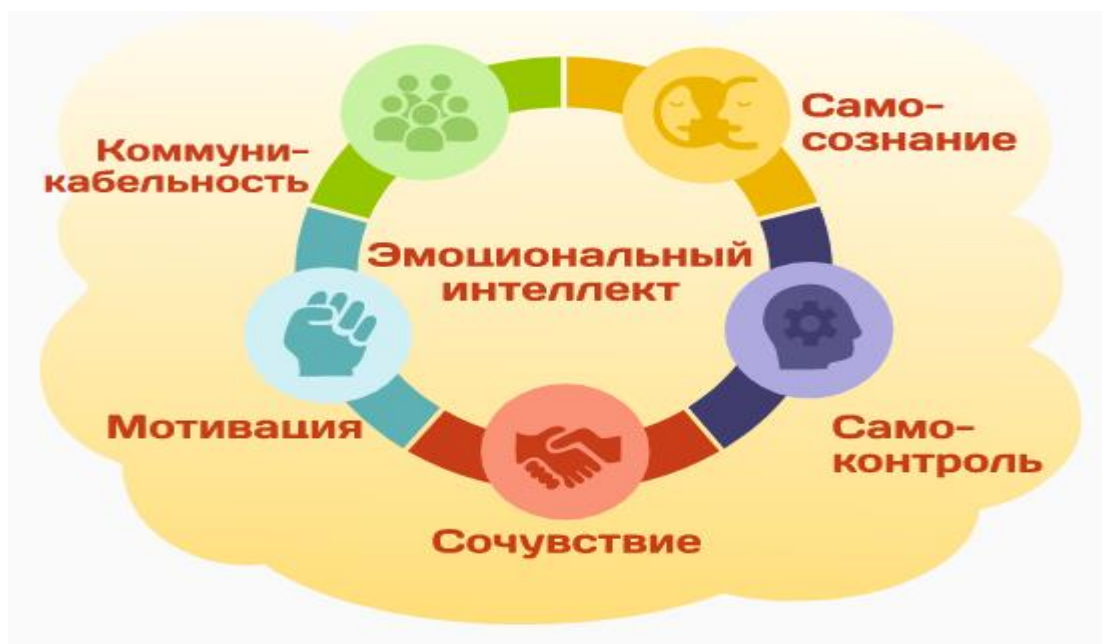 Само-
сознание
Коммуни-
кабельность
Эмоциональный
интеллект
Мотивация
Само-
контроль
Сочувствие